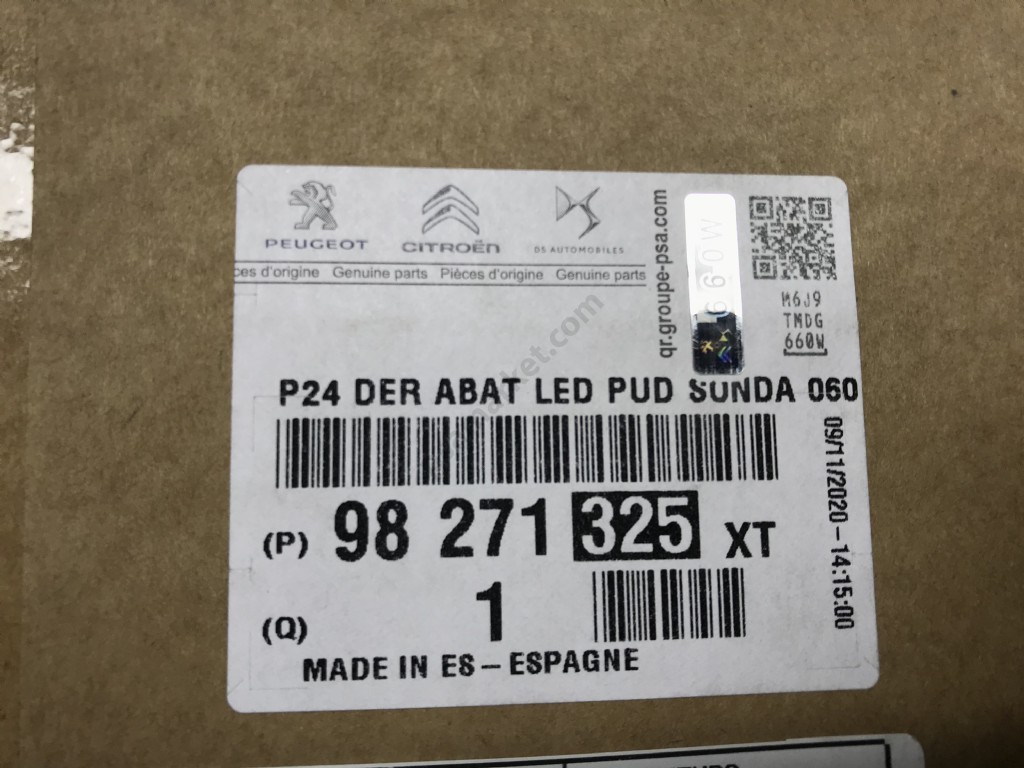 PEUGEOT CITROËN DS AUTOMOBILES
ces d'origine Genuine parts Pièces d'origine Genuine parts
qr.groupe-psa.com
660W
M6J9
TMDG
660W
P24 DER ABAT LED PUD SONDA 060
09/11/2020-14:15:00
(P) 98 271 325 XT
(Q) 1
MADE IN ES - ESPAGNE